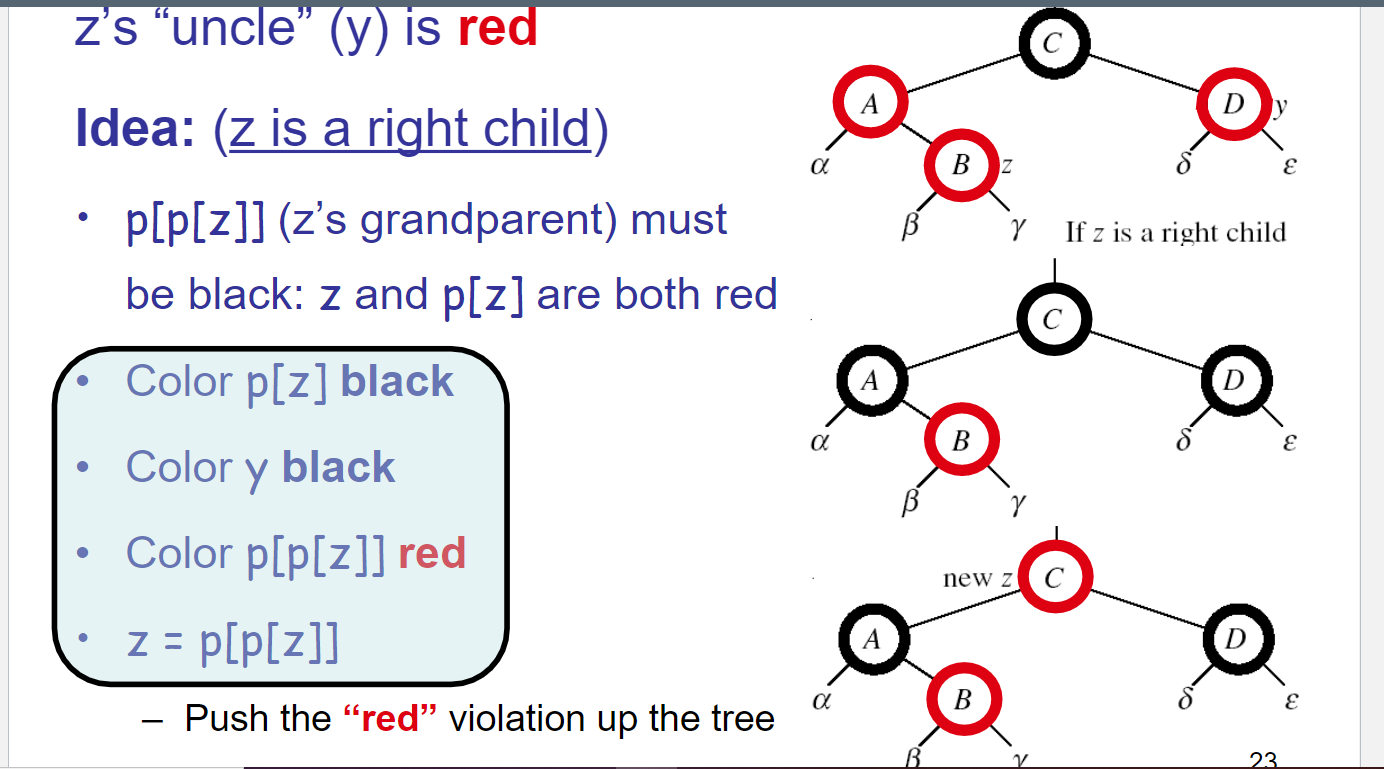 z's “uncle” (y) is red
Idea: (z is a right child)
• p[p[z]] (z's grandparent) must
be black: z and p[z] are both red
• Color p[z] black
• Color y black
• Color p[p[z]] red
• z = p[p[z]]
– Push the “red” violation up the tree
C
A
D y
α
B z
δ
ε
β
γ
If z is a right child
C
A
D
α
B
δ
ε
β
γ
new z C
A
D
α
B
δ
ε
β
γ
23